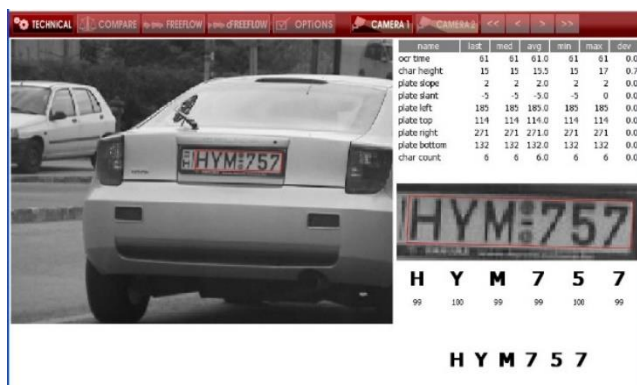 TECHNICAL COMPARE FREEFLOW dFREEFLOW OPTIONS CAMERA 1 CAMERA 2 << < > >>
name last med avg min max dev
ocr time 61 61 61.0 61 61 0.0
char height 15 15 15.5 15 17 0.7
plate slope 2 2 2.0 2 2 0.0
plate slant -5 -5 -5.0 -5 0 0.0
plate left 185 185 185.0 185 185 0.0
plate top 114 114 114.0 114 114 0.0
plate right 271 271 271.0 271 271 0.0
plate bottom 132 132 132.0 132 132 0.0
char count 6 6 6.0 6 6 0.0
HYM 757
HYM 757
H Y M 7 5 7
99 100 99 99 100 99
H Y M 7 5 7